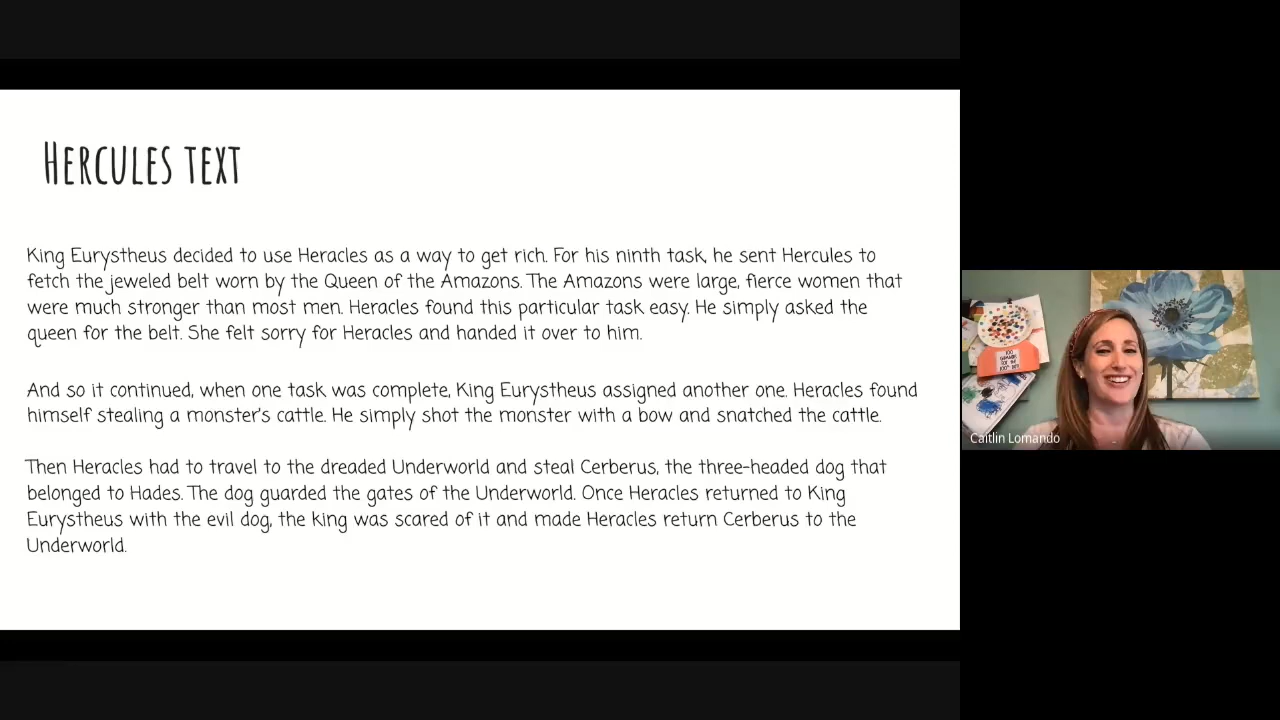 Hercules text
King Eurystheus decided to use Heracles as a way to get rich. For his ninth task, he sent Hercules to
fetch the jeweled belt worn by the Queen of the Amazons. The Amazons were large, fierce women that
were much stronger than most men. Heracles found this particular task easy. He simply asked the
queen for the belt. She felt sorry for Heracles and handed it over to him.
And so it continued, when one task was complete, King Eurystheus assigned another one. Heracles found
himself stealing a monster's cattle. He simply shot the monster with a bow and snatched the cattle.
Then Heracles had to travel to the dreaded Underworld and steal Cerberus, the three-headed dog that
belonged to Hades. The dog guarded the gates of the Underworld. Once Heracles returned to King
Eurystheus with the evil dog, the king was scared of it and made Heracles return Cerberus to the
Underworld.
Caitlin Lomando